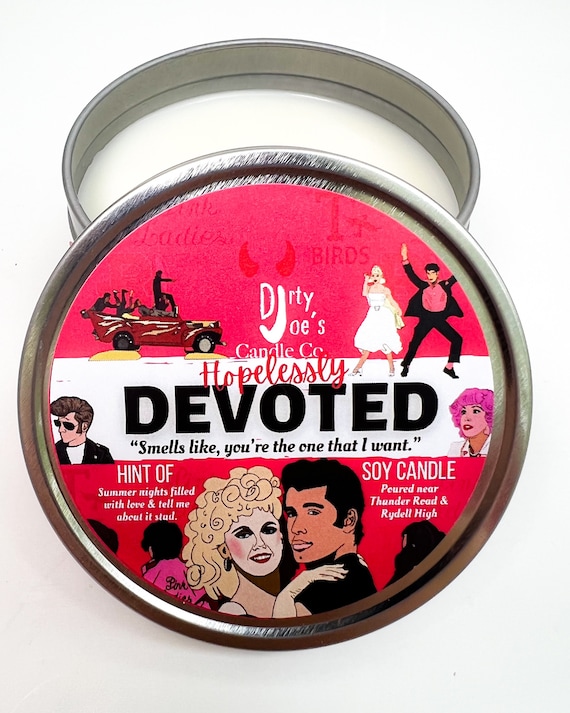 Pink
Ladies
T-
BIRDS
Dirty
Joe's
Candle Co.
Hopelessly
DEVOTED
“Smells like, you're the one that I want.”
HINT OF
Summer nights filled
with love & tell me
about it stud.
SOY CANDLE
Poured near
Thunder Road &
Rydell High
Pink